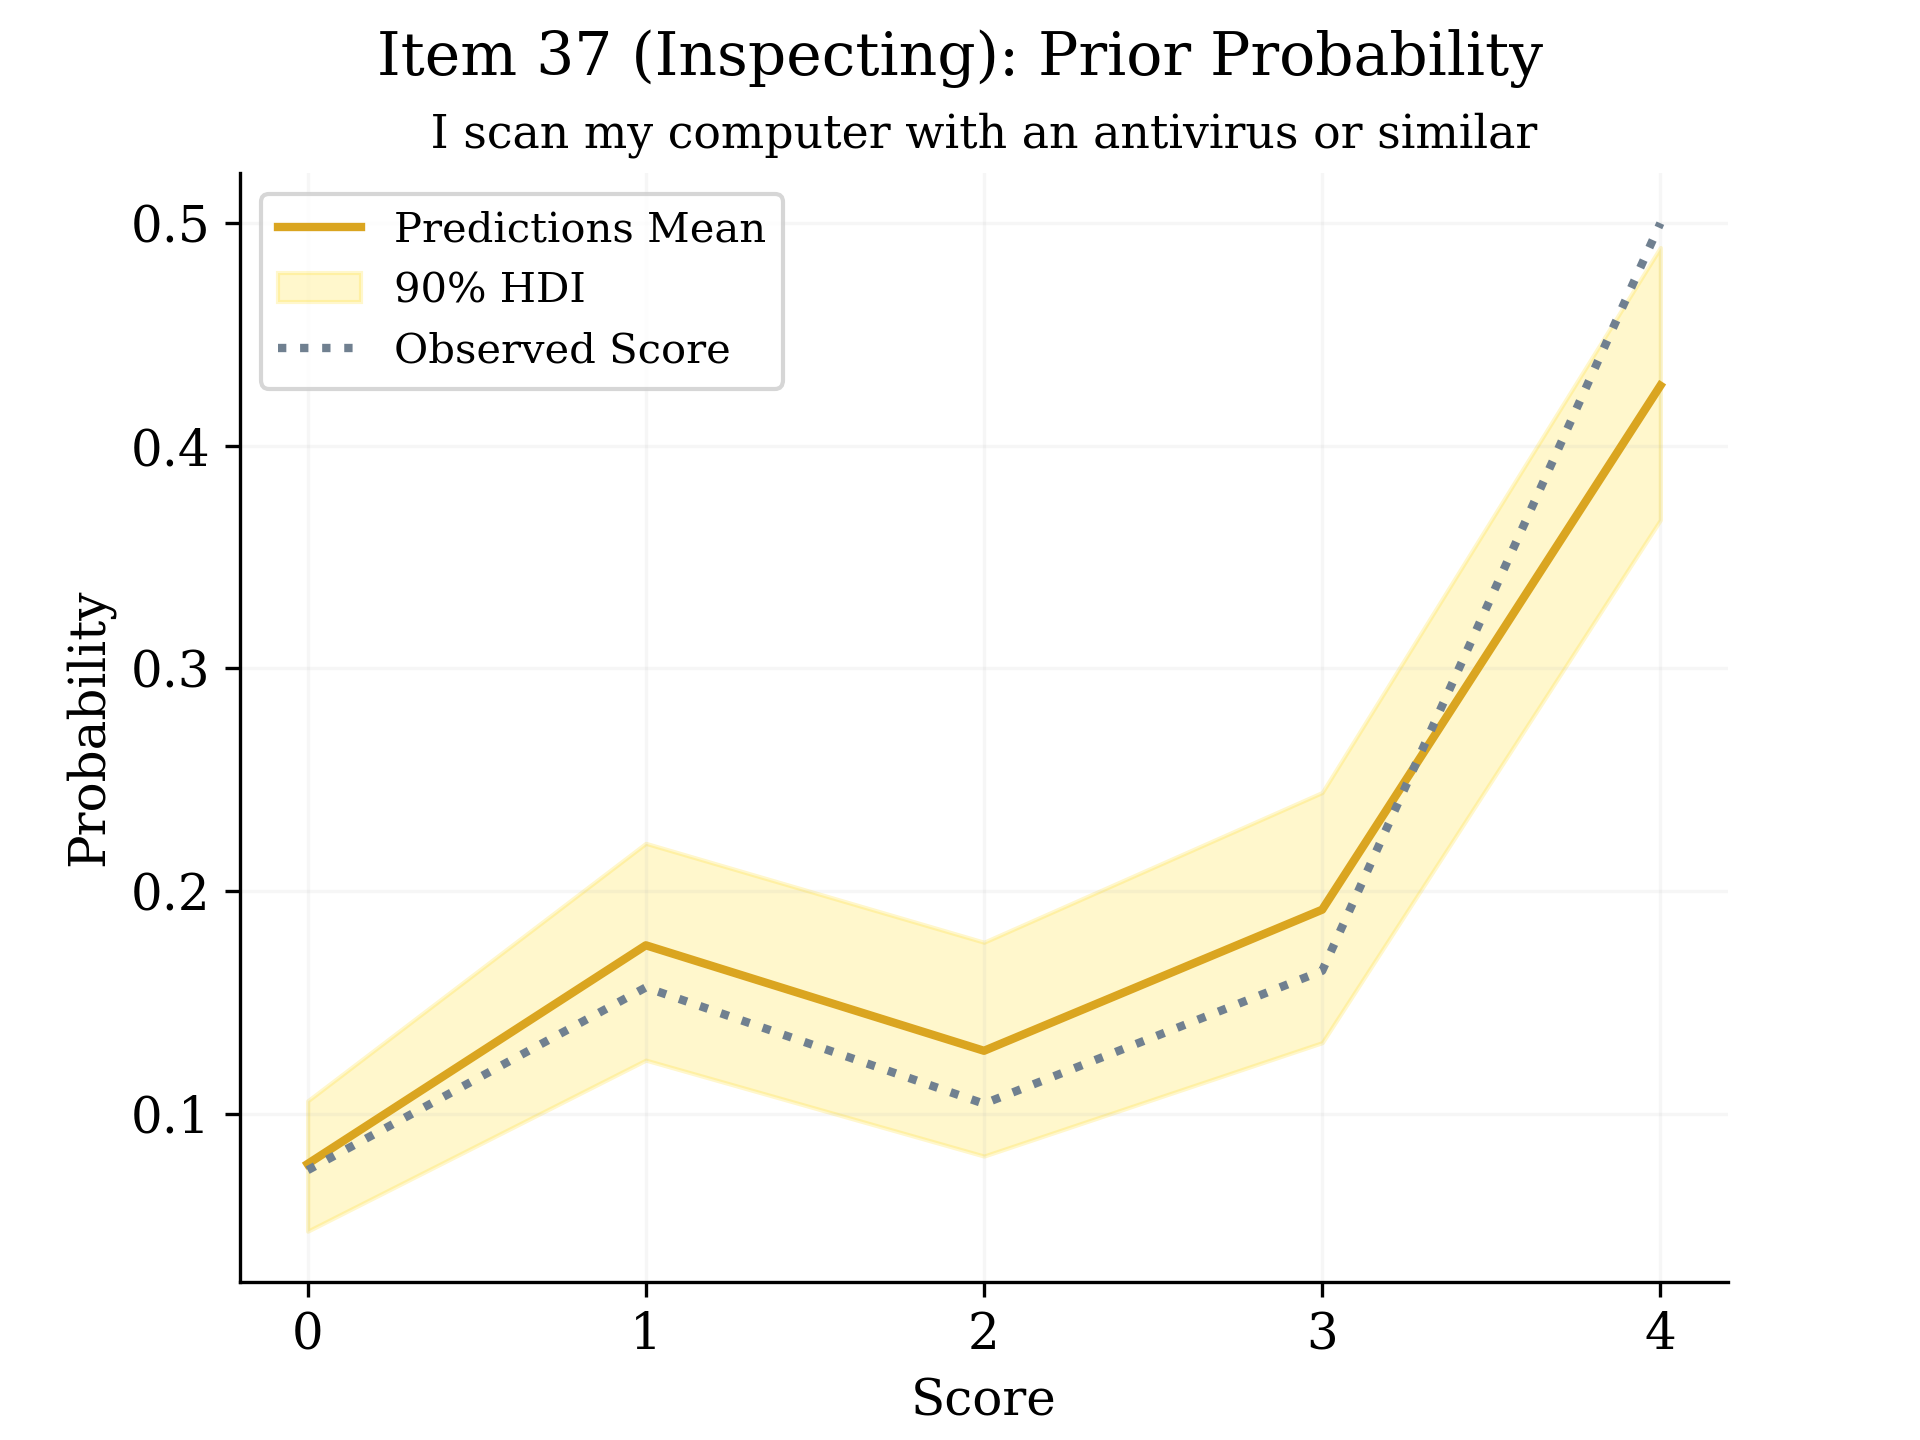 Item 37 (Inspecting): Prior Probability
I scan my computer with an antivirus or similar
Predictions Mean
90% HDI
Observed Score
0.5
0.4
0.3
0.2
0.1
Probability
0 1 2 3 4
Score